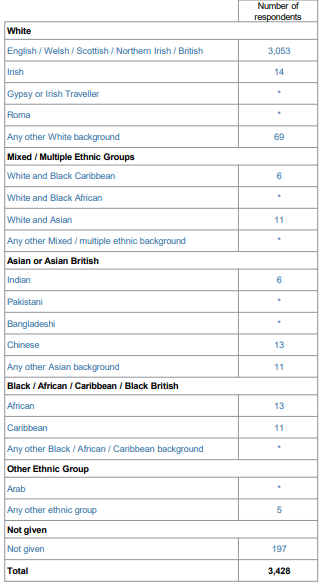 Number of
respondents
White
English / Welsh / Scottish / Northern Irish / British 3,053
Irish 14
Gypsy or Irish Traveller *
Roma *
Any other White background 69
Mixed / Multiple Ethnic Groups
White and Black Caribbean 6
White and Black African *
White and Asian 11
Any other Mixed / multiple ethnic background *
Asian or Asian British
Indian 6
Pakistani *
Bangladeshi *
Chinese 13
Any other Asian background 11
Black / African / Caribbean / Black British
African 13
Caribbean 11
Any other Black / African / Caribbean background *
Other Ethnic Group
Arab *
Any other ethnic group 5
Not given
Not given 197
Total 3,428